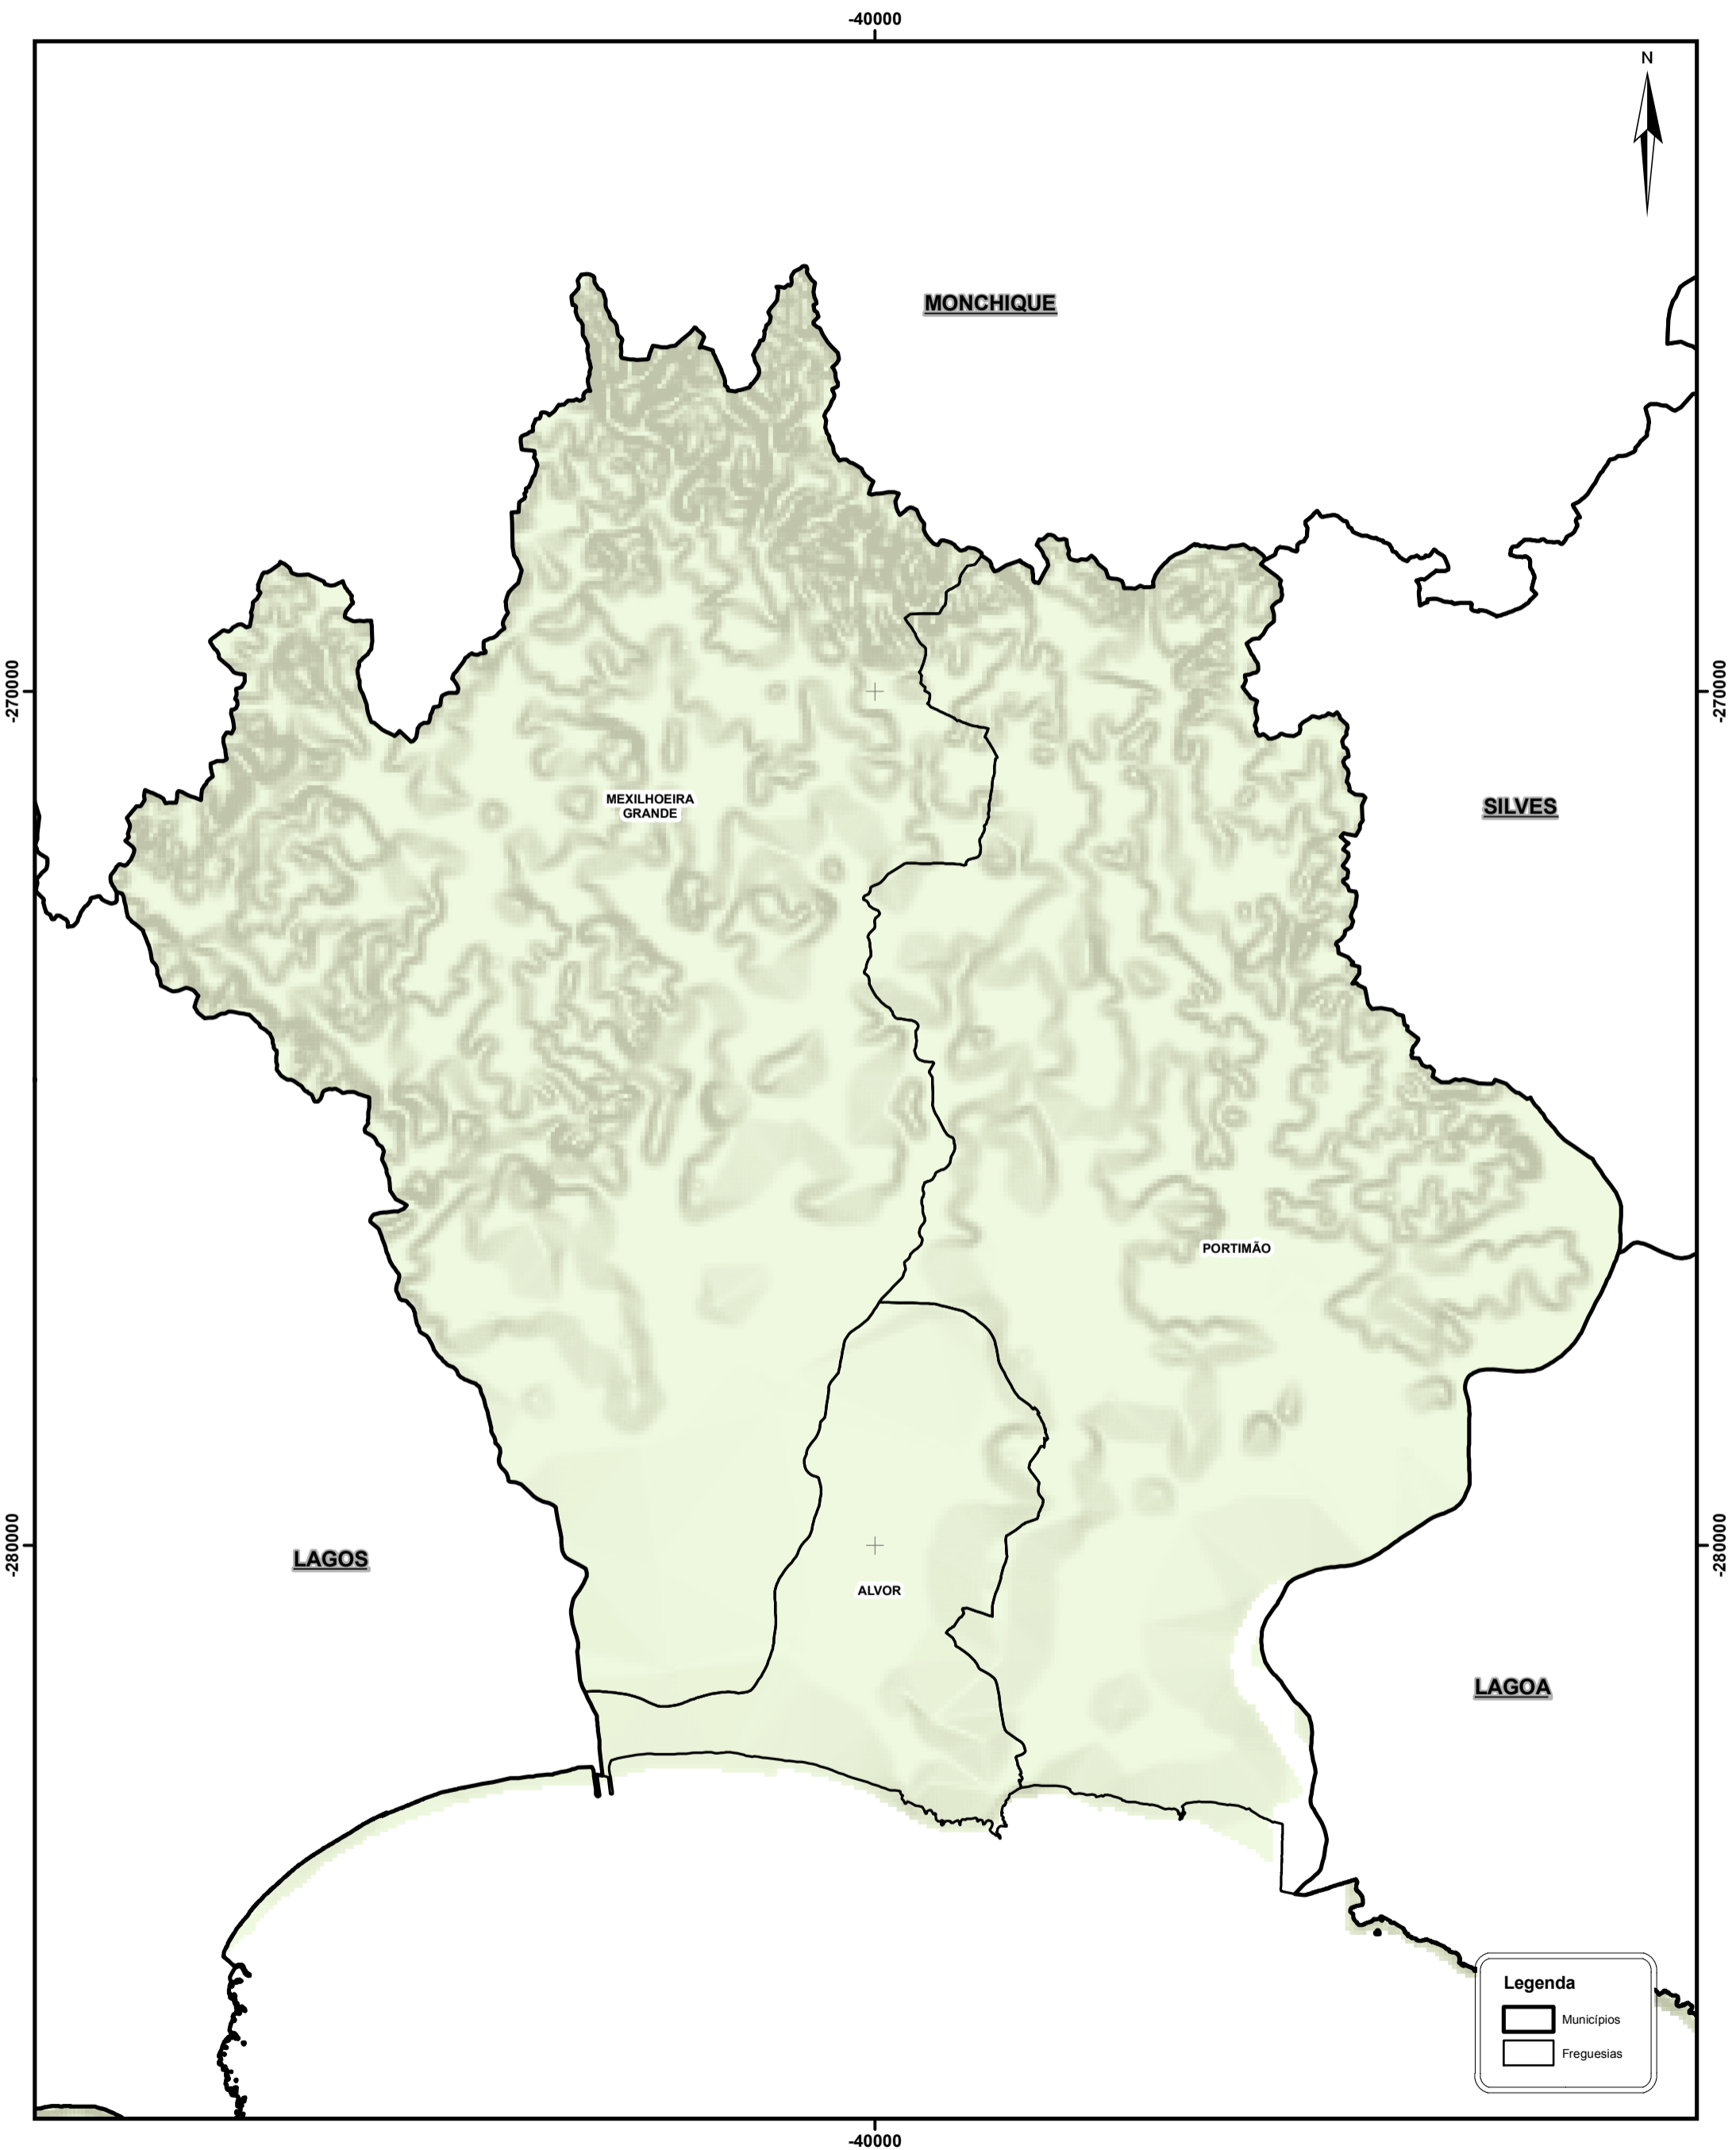 -40000
N
MONCHIQUE
-270000
-270000
MEXILHOEIRA
GRANDE
SILVES
PORTIMÃO
-280000
-280000
LAGOS
ALVOR
LAGOA
Legenda
Municípios
Freguesias
-40000